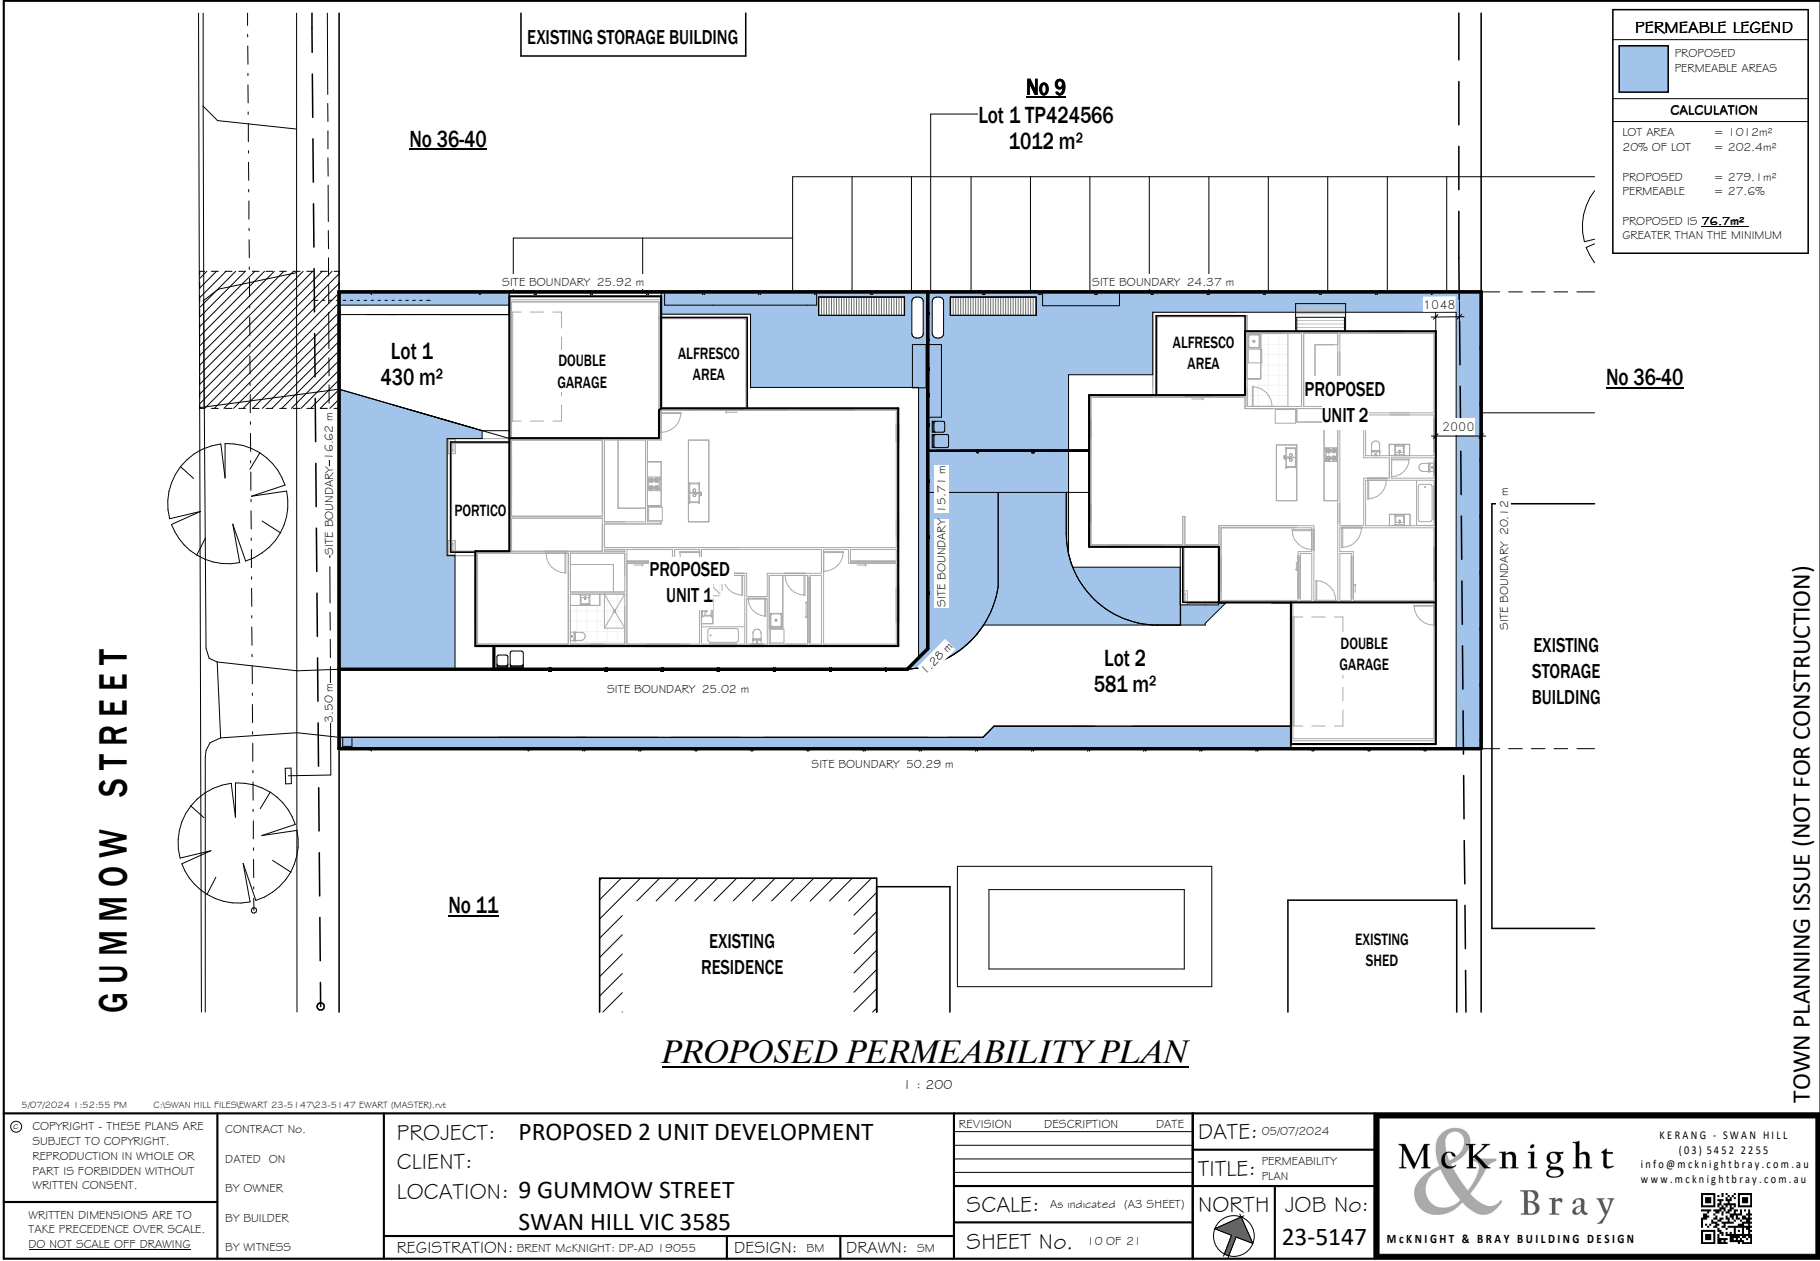 EXISTING STORAGE BUILDING
No 9
Lot 1 TP424566
1012 m²
No 36-40
PERMEABLE LEGEND
PROPOSED
PERMEABLE AREAS
CALCULATION
LOT AREA = 1012m²
20% OF LOT = 202.4m²
PROPOSED = 279.1m²
PERMEABLE = 27.6%
PROPOSED IS 76.7m²
GREATER THAN THE MINIMUM
SITE BOUNDARY 25.92 m
SITE BOUNDARY 24.37 m
1048
Lot 1
430 m²
DOUBLE
GARAGE
ALFRESCO
AREA
ALFRESCO
AREA
PROPOSED
UNIT 2
No 36-40
2000
SITE BOUNDARY 16.62 m
PORTICO
SITE BOUNDARY 15.71 m
SITE BOUNDARY 20.12 m
PROPOSED
UNIT 1
1.28 m
Lot 2
581 m²
DOUBLE
GARAGE
EXISTING
STORAGE
BUILDING
3.50 m
SITE BOUNDARY 25.02 m
SITE BOUNDARY 50.29 m
GUMMOW STREET
No 11
EXISTING
RESIDENCE
EXISTING
SHED
TOWN PLANNING ISSUE (NOT FOR CONSTRUCTION)
PROPOSED PERMEABILITY PLAN
1 : 200
5/07/2024 1:52:55 PM C:\SWAN HILL FILES\EWART 23-5147\23-5147 EWART (MASTER).rvt
© COPYRIGHT - THESE PLANS ARE
SUBJECT TO COPYRIGHT.
REPRODUCTION IN WHOLE OR
PART IS FORBIDDEN WITHOUT
WRITTEN CONSENT.
WRITTEN DIMENSIONS ARE TO
TAKE PRECEDENCE OVER SCALE.
DO NOT SCALE OFF DRAWING
CONTRACT No.
DATED ON
BY OWNER
BY BUILDER
BY WITNESS
PROJECT: PROPOSED 2 UNIT DEVELOPMENT
CLIENT:
LOCATION: 9 GUMMOW STREET
SWAN HILL VIC 3585
REGISTRATION: BRENT McKNIGHT: DP-AD 19055
DESIGN: BM
DRAWN: SM
REVISION DESCRIPTION DATE
SCALE: As indicated (A3 SHEET)
SHEET No. 10 OF 21
DATE: 05/07/2024
TITLE: PERMEABILITY
PLAN
NORTH
JOB No:
23-5147
McKnight
&
Bray
McKNIGHT & BRAY BUILDING DESIGN
KERANG - SWAN HILL
(03) 5452 2255
info@mcknightbray.com.au
www.mcknightbray.com.au